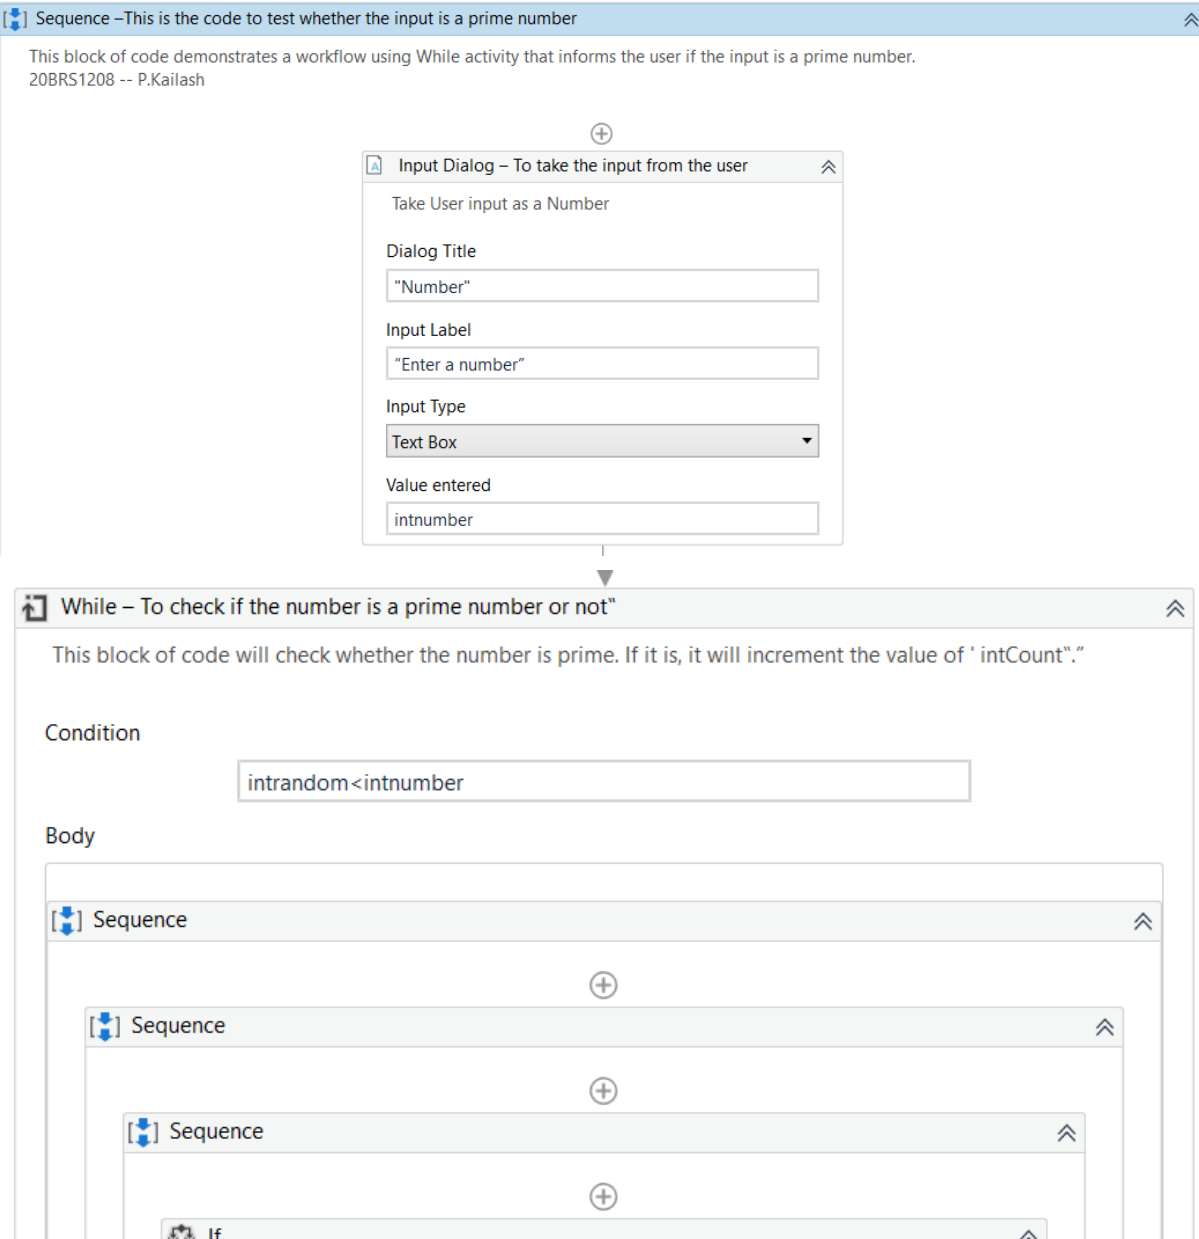 Sequence –This is the code to test whether the input is a prime number
This block of code demonstrates a workflow using While activity that informs the user if the input is a prime number.
20BRS1208 -- P.Kailash
Input Dialog – To take the input from the user
Take User input as a Number
Dialog Title
"Number"
Input Label
“Enter a number”
Input Type
Text Box
Value entered
intnumber
While – To check if the number is a prime number or not‟
This block of code will check whether the number is prime. If it is, it will increment the value of ' intCount‟.”
Condition
intrandom<intnumber
Body
Sequence
Sequence
Sequence
If